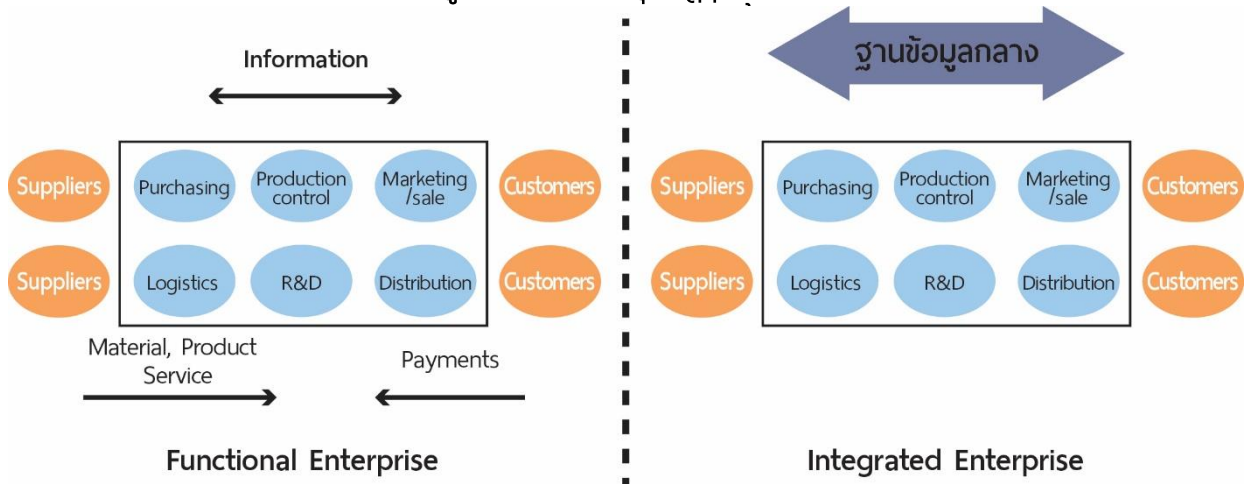 Information
Suppliers
Purchasing
Production
control
Marketing
/sale
Customers
Suppliers
Logistics
R&D
Distribution
Customers
Material, Product
Service
Payments
Functional Enterprise
ฐานข้อมูลกลาง
Suppliers
Purchasing
Production
control
Marketing
/sale
Customers
Suppliers
Logistics
R&D
Distribution
Customers
Integrated Enterprise